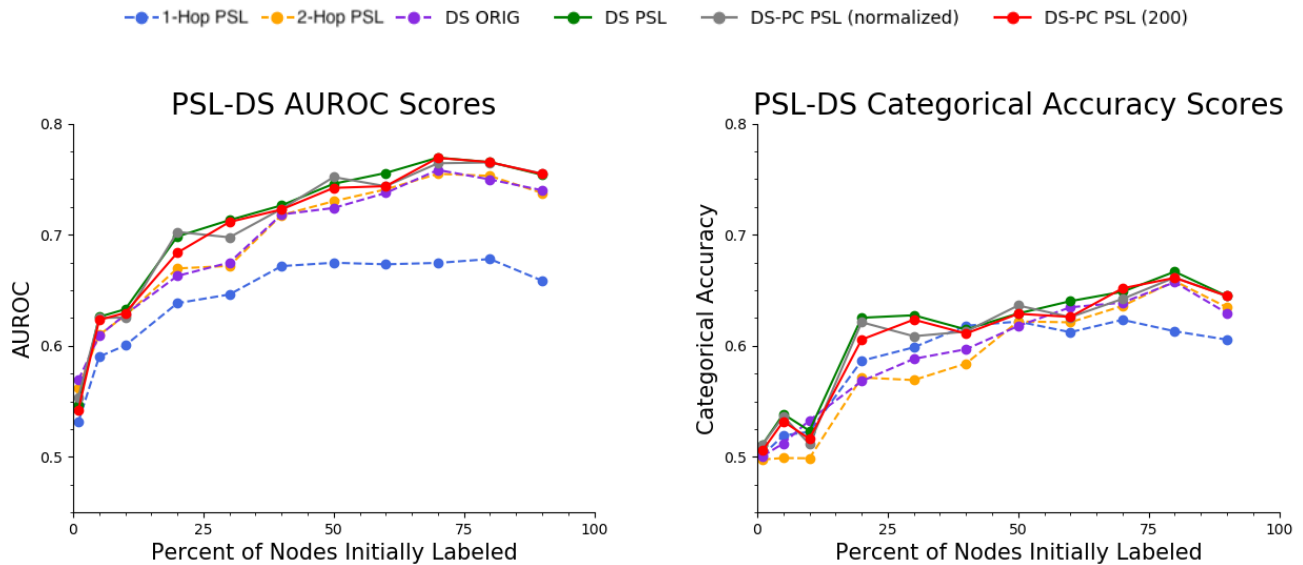 1-Hop PSL 2-Hop PSL DS ORIG DS PSL DS-PC PSL (normalized) DS-PC PSL (200)
PSL-DS AUROC Scores
0.8
0.7
0.6
0.5
AUROC
0 25 50 75 100
Percent of Nodes Initially Labeled
PSL-DS Categorical Accuracy Scores
0.8
0.7
0.6
0.5
Categorical Accuracy
0 25 50 75 100
Percent of Nodes Initially Labeled